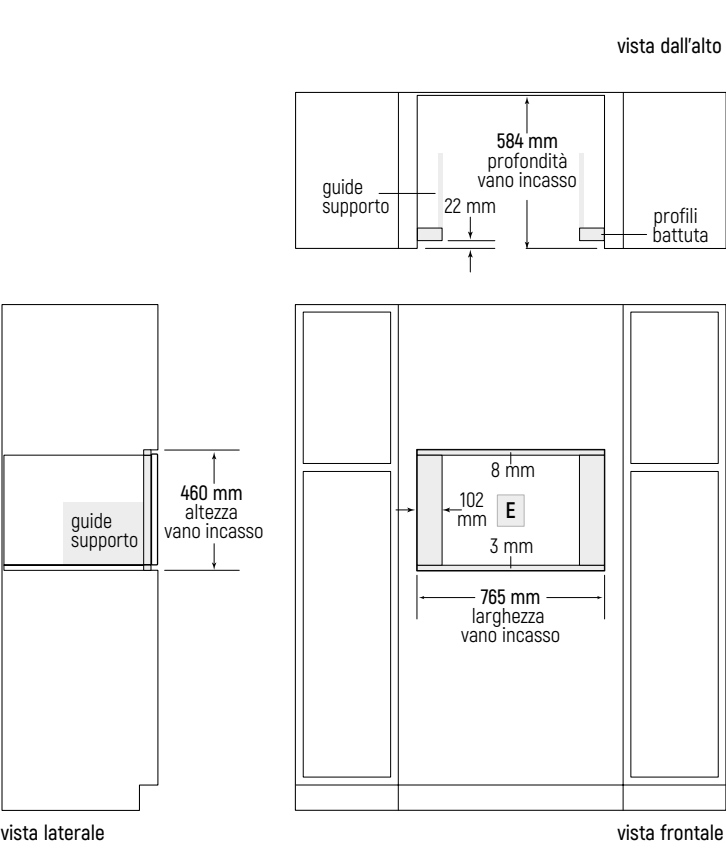 vista dall'alto
584 mm
profondità
vano incasso
guide
supporto
22 mm
profili
battuta
8 mm
460 mm
altezza
vano incasso
102
mm
E
guide
supporto
3 mm
765 mm
larghezza
vano incasso
vista laterale
vista frontale